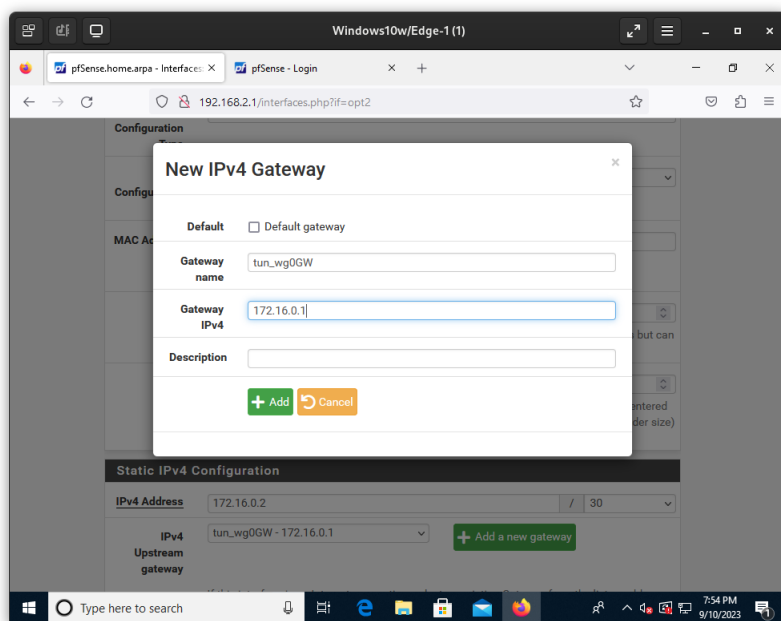 Windows10w/Edge-1 (1)
pfSense.home.arpa - Interfaces:
pfSense - Login
192.168.2.1/interfaces.php?if=opt2
Configuration
New IPv4 Gateway
Configu
Default
Default gateway
MAC Ad
Gateway name
tun_wg0GW
Gateway IPv4
172.16.0.1
but can
Description
Add
Cancel
entered
der size)
Static IPv4 Configuration
IPv4 Address
172.16.0.2
/
30
IPv4 Upstream gateway
tun_wg0GW - 172.16.0.1
Add a new gateway
Type here to search
7:54 PM
9/10/2023